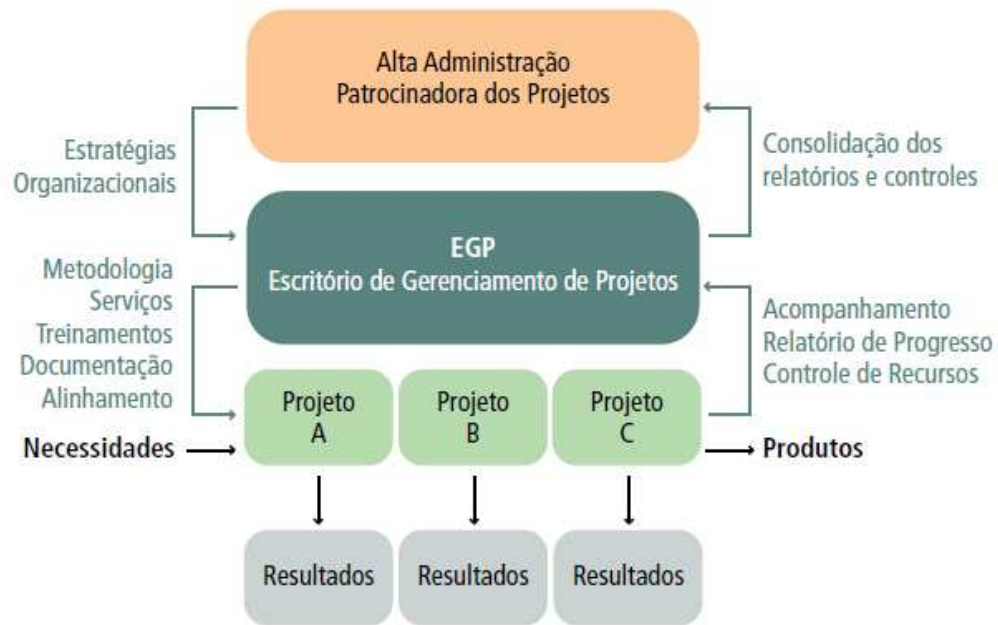 Alta Administração
Patrocinadora dos Projetos
Estratégias
Organizacionais
Consolidação dos
relatórios e controles
EGP
Escritório de Gerenciamento de Projetos
Metodologia
Serviços
Treinamentos
Documentação
Alinhamento
Acompanhamento
Relatório de Progresso
Controle de Recursos
Necessidades
Projeto
A
Projeto
B
Projeto
C
Produtos
Resultados
Resultados
Resultados